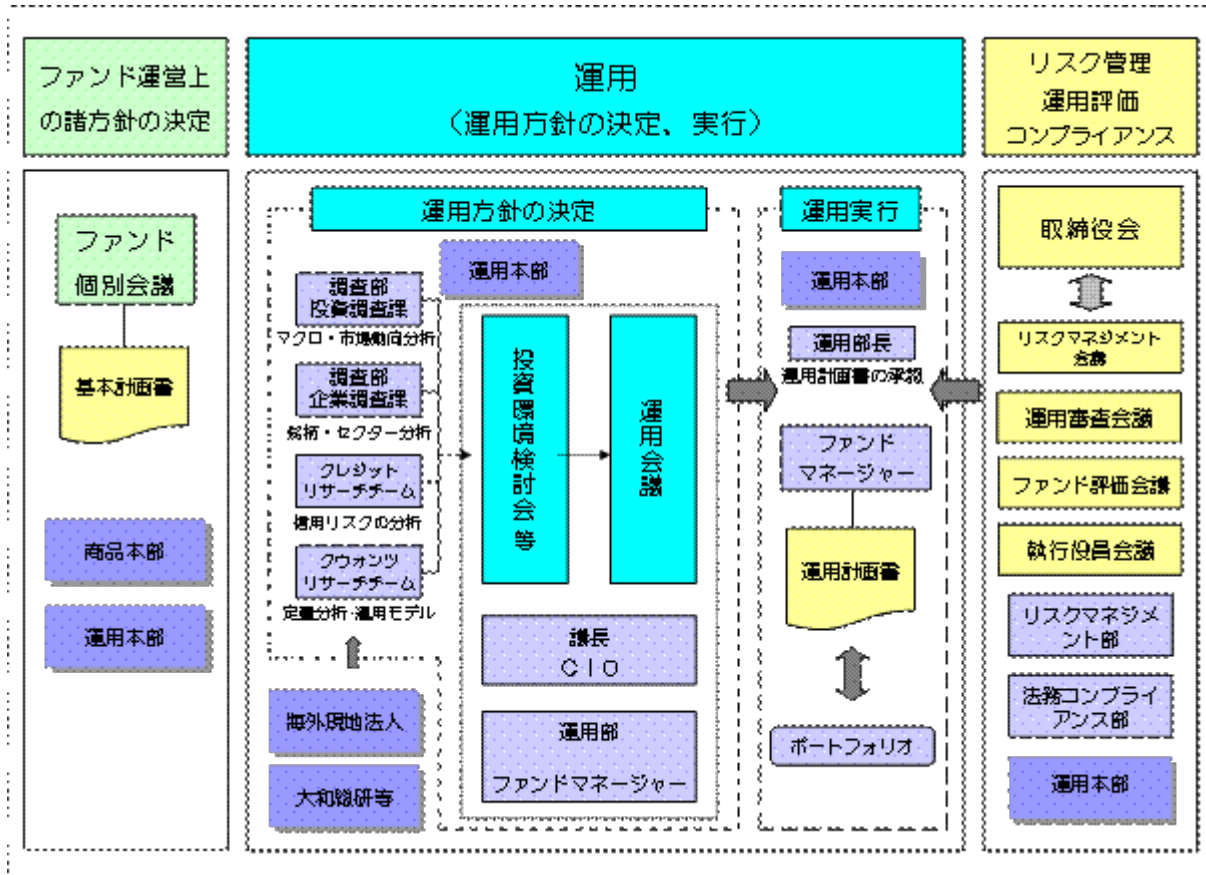 ファンド運営上
の諸方針の決定
運用
(運用方針の決定、実行)
リスク管理
運用評価
コンプライアンス
ファンド
個別会議
基本計画書
商品本部
運用本部
運用方針の決定
運用本部
調査部
投資調査課
マクロ・市場動向分析
調査部
企業調査課
銘柄・セクター分析
クレジット
リサーチチーム
信用リスクの分析
クウォンツ
リサーチチーム
定量分析・運用モデル
海外現地法人
大和総研等
投資環境検討会等
運用会議
議長
CIO
運用部
ファンドマネージャー
運用実行
運用本部
運用部長
運用計画書の承認
ファンド
マネージャー
運用計画書
ポートフォリオ
取締役会
リスクマネジメント
会議
運用審査会議
ファンド評価会議
執行役員会議
リスクマネジメ
ント部
法務コンプライ
アンス部
運用本部